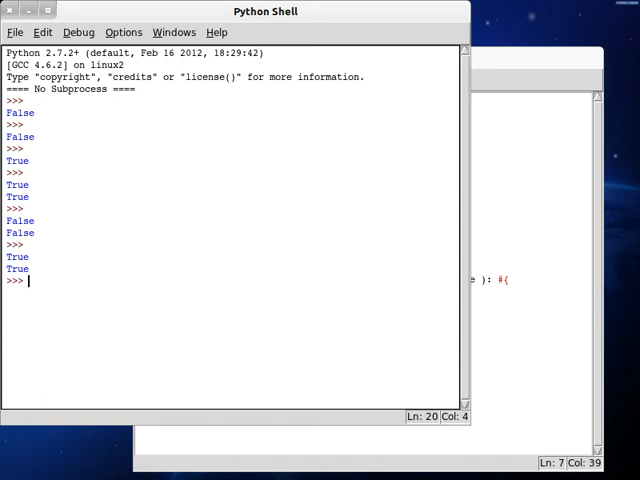 Python Shell
File Edit Debug Options Windows Help
Python 2.7.2+ (default, Feb 16 2012, 18:29:42)
[GCC 4.6.2] on linux2
Type "copyright", "credits" or "license()" for more information.
==== No Subprocess ====
>>>
False
>>>
False
>>>
True
>>>
True
True
>>>
False
False
>>>
True
True
>>>
Ln: 20 Col: 4
e ): #{
Ln: 7 Col: 39